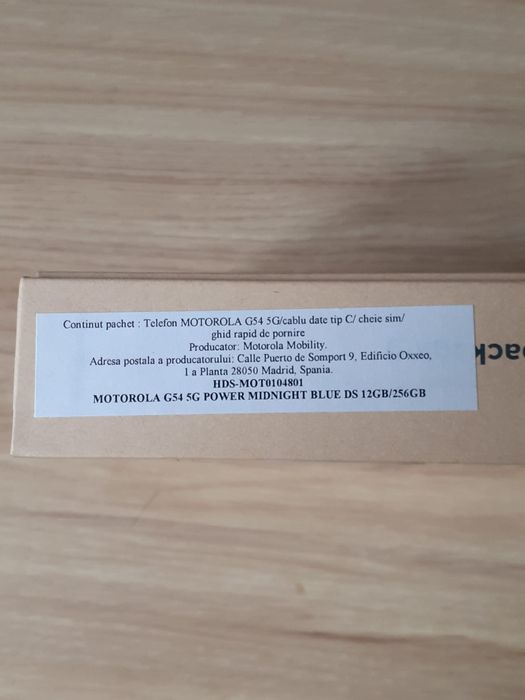 Continut pachet : Telefon MOTOROLA G54 5G/cablu date tip C/ cheie sim/
ghid rapid de pornire
Producator: Motorola Mobility.
Adresa postala a producatorului: Calle Puerto de Somport 9, Edificio Oxxeo,
1 a Planta 28050 Madrid, Spania.
HDS-MOT0104801
MOTOROLA G54 5G POWER MIDNIGHT BLUE DS 12GB/256GB